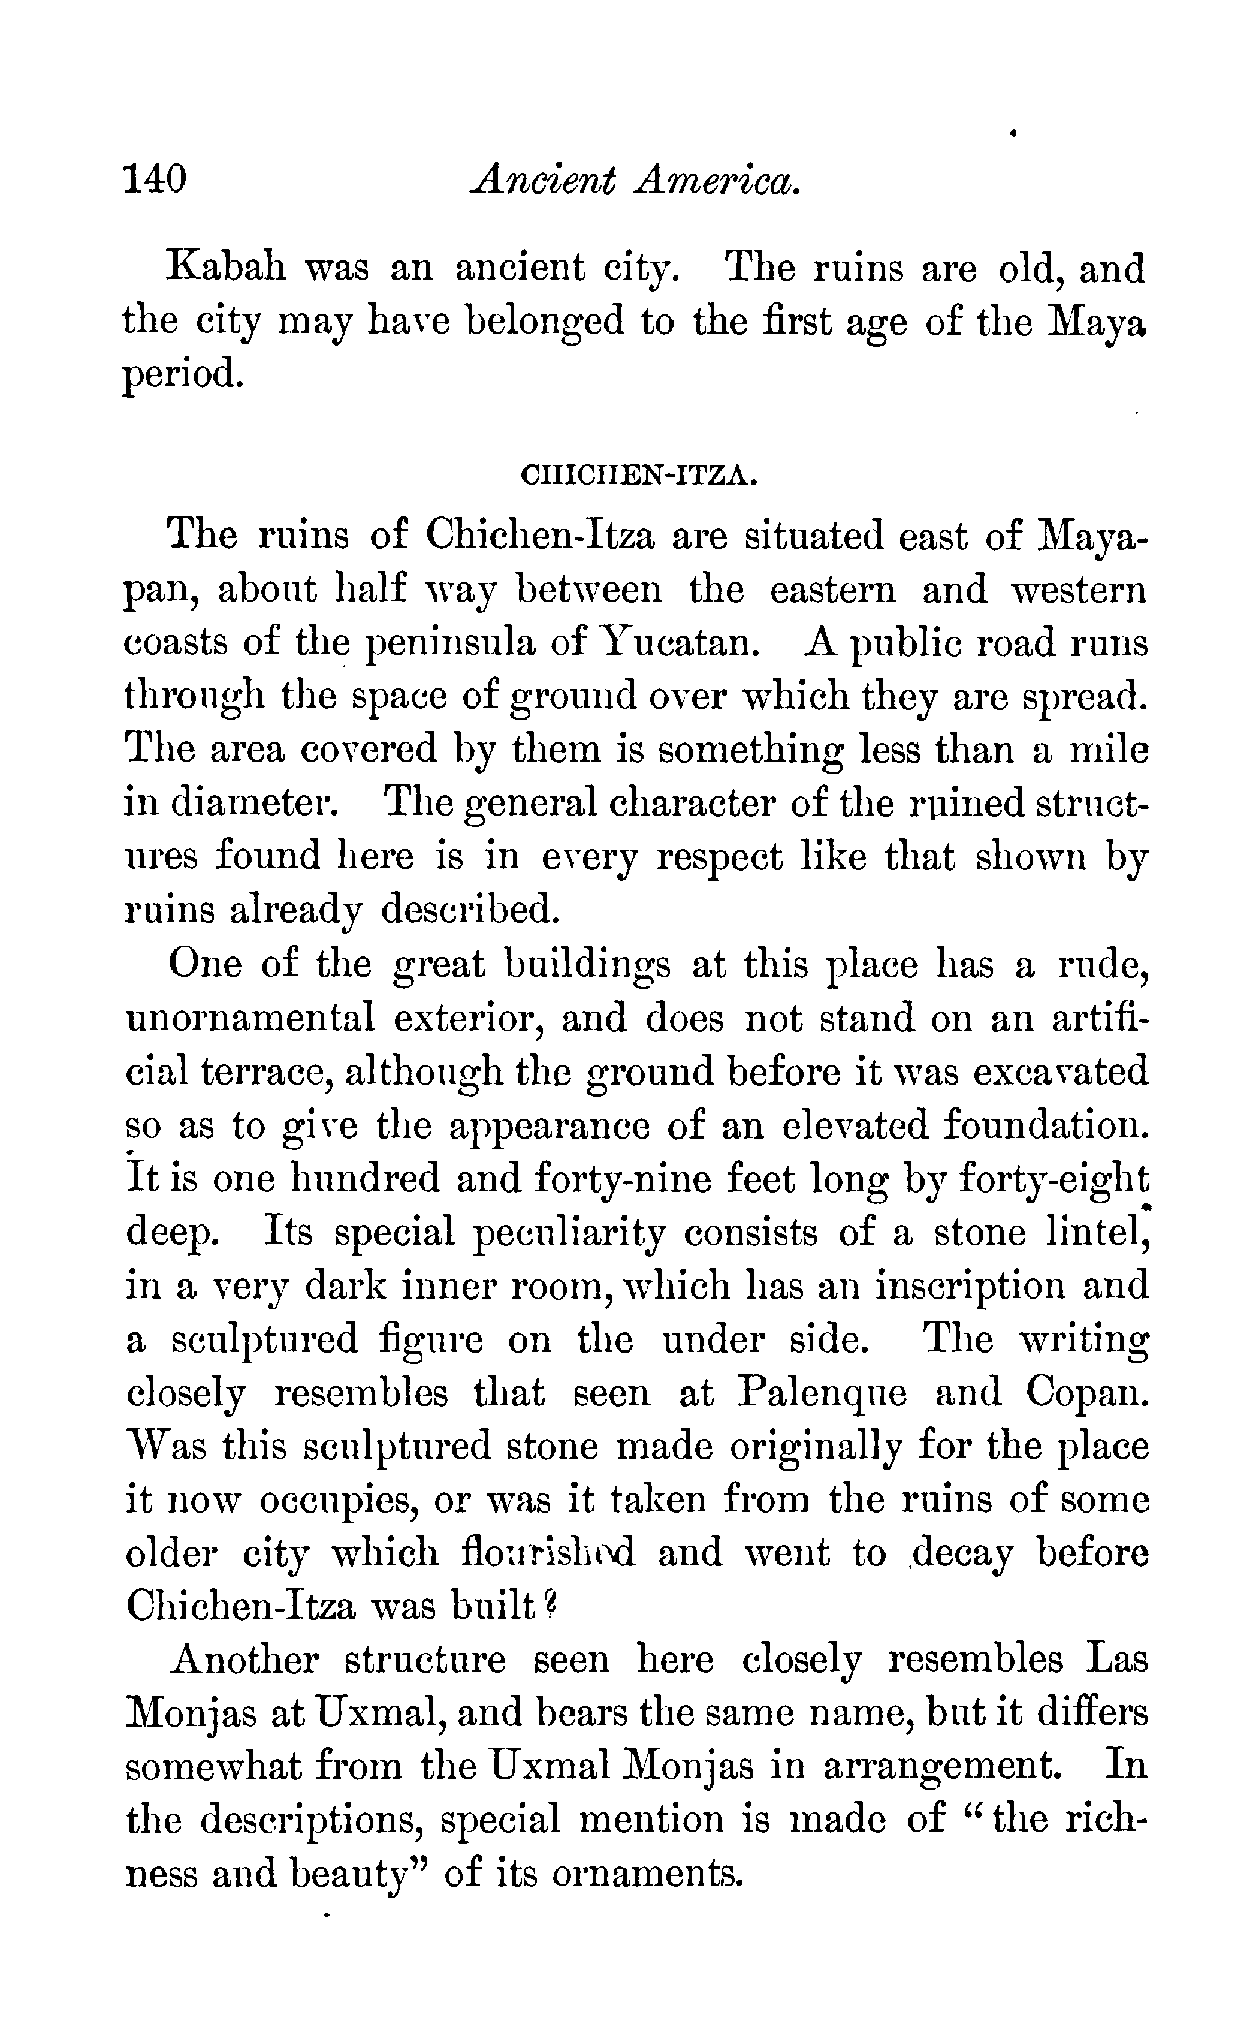 140 Ancient America.
Kabah was an ancient city. The ruins are old, and
the city may have belonged to the first age of the Maya
period.
CHICHEN-ITZA.
The ruins of Chichen-Itza are situated east of Maya-
pan, about half way between the eastern and western
coasts of the peninsula of Yucatan. A public road runs
through the space of ground over which they are spread.
The area covered by them is something less than a mile
in diameter. The general character of the ruined struct-
ures found here is in every respect like that shown by
ruins already described.
One of the great buildings at this place has a rude,
unornamental exterior, and does not stand on an artifi-
cial terrace, although the ground before it was excavated
so as to give the appearance of an elevated foundation.
It is one hundred and forty-nine feet long by forty-eight
deep. Its special peculiarity consists of a stone lintel,
in a very dark inner room, which has an inscription and
a sculptured figure on the under side. The writing
closely resembles that seen at Palenque and Copan.
Was this sculptured stone made originally for the place
it now occupies, or was it taken from the ruins of some
older city which flourished and went to decay before
Chichen-Itza was built?
Another structure seen here closely resembles Las
Monjas at Uxmal, and bears the same name, but it differs
somewhat from the Uxmal Monjas in arrangement. In
the descriptions, special mention is made of “the rich-
ness and beauty” of its ornaments.